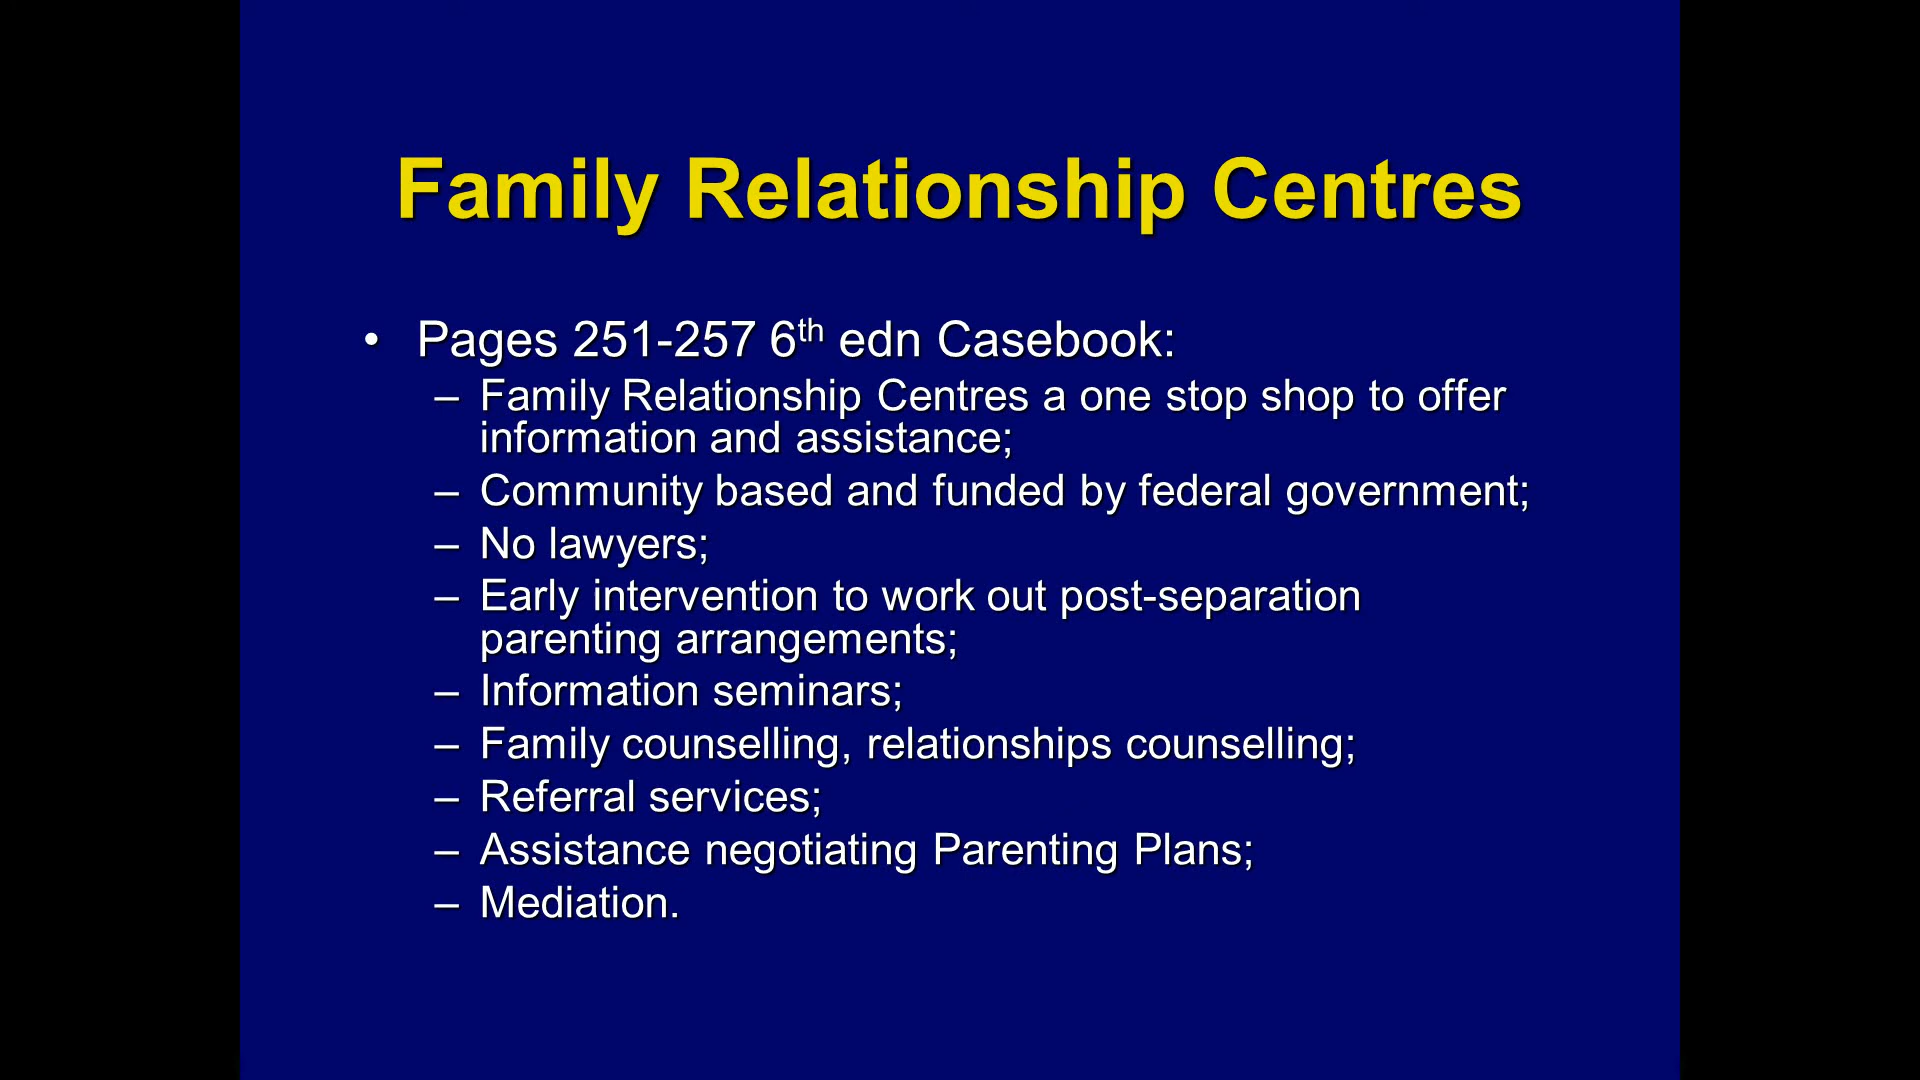 Family Relationship Centres
• Pages 251-257 6th edn Casebook:
– Family Relationship Centres a one stop shop to offer
information and assistance;
– Community based and funded by federal government;
– No lawyers;
– Early intervention to work out post-separation
parenting arrangements;
– Information seminars;
– Family counselling, relationships counselling;
– Referral services;
– Assistance negotiating Parenting Plans;
– Mediation.